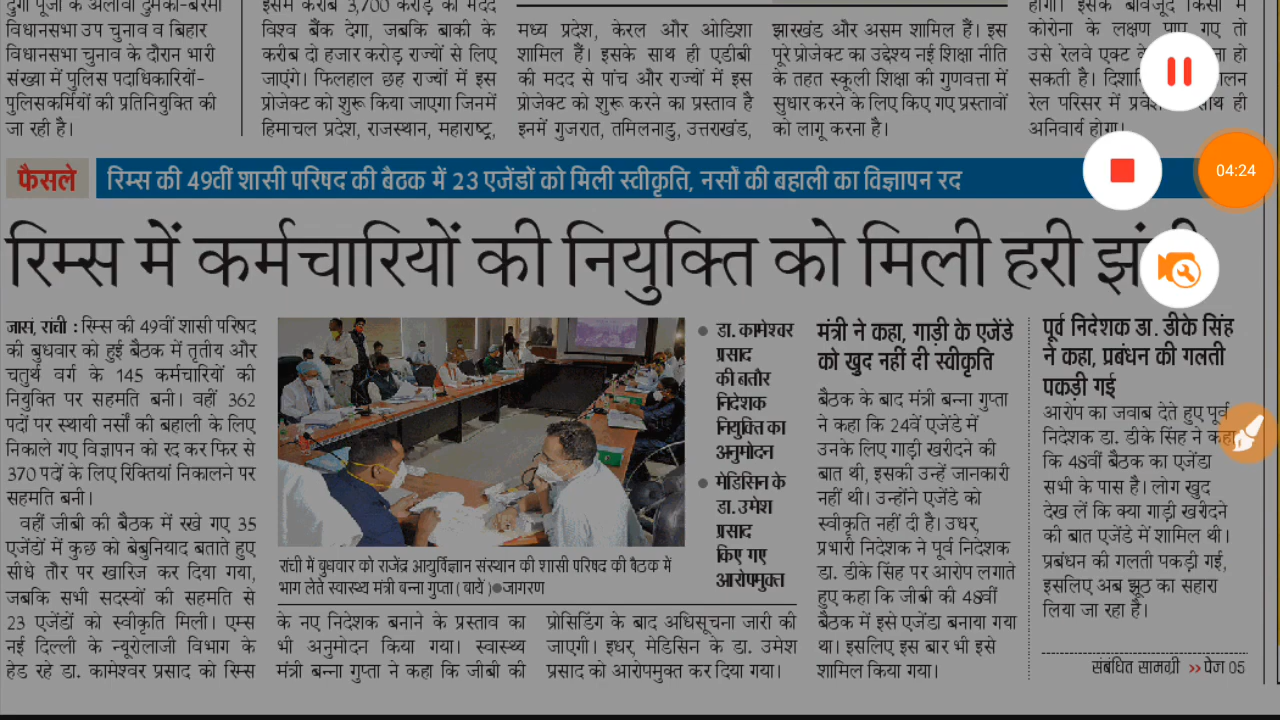 दुर्गा पूजा के अलावा दुमका-बेरमो
विधानसभा उप चुनाव व बिहार
विधानसभा चुनाव के दौरान भारी
संख्या में पुलिस पदाधिकारियों-
पुलिसकर्मियों की प्रतिनियुक्ति की
जा रही है।
इसमें करीब 3,700 करोड़ की मदद
विश्व बैंक देगा, जबकि बाकी के
करीब दो हजार करोड़ राज्यों से लिए
जाएंगे। फिलहाल छह राज्यों में इस
प्रोजेक्ट को शुरू किया जाएगा जिनमें
हिमाचल प्रदेश, राजस्थान, महाराष्ट्र,
मध्य प्रदेश, केरल और ओडिशा
शामिल हैं। इसके साथ ही एडीबी
की मदद से पांच और राज्यों में इस
प्रोजेक्ट को शुरू करने का प्रस्ताव है
इनमें गुजरात, तमिलनाडु, उत्तराखंड,
झारखंड और असम शामिल हैं। इस
पूरे प्रोजेक्ट का उद्देश्य नई शिक्षा नीति
के तहत स्कूली शिक्षा की गुणवत्ता में
सुधार करने के लिए किए गए प्रस्तावों
को लागू करना है।
होगी। इसके बावजूद किसी में
कोरोना के लक्षण पाए गए तो
उसे रेलवे एक्ट हो
सकती है।
रेल परिसर में ही
अनिवार्य होगा।
04:24
फैसले
रिम्स की 49वीं शासी परिषद की बैठक में 23 एजेंडों को मिली स्वीकृति, नर्सों की बहाली का विज्ञापन रद
रिम्स में कर्मचारियों की नियुक्ति को मिली हरी
जासं, रांची : रिम्स की 49वीं शासी परिषद
की बुधवार को हुई बैठक में तृतीय और
चतुर्थ वर्ग के 145 कर्मचारियों की
नियुक्ति पर सहमति बनी। वहीं 362
पदों पर स्थायी नर्सों की बहाली के लिए
निकाले गए विज्ञापन को रद कर फिर से
370 पदों के लिए रिक्तियां निकालने पर
सहमति बनी।
वहीं जीबी की बैठक में रखे गए 35
एजेंडों में कुछ को बेबुनियाद बताते हुए
सीधे तौर पर खारिज कर दिया गया,
जबकि सभी सदस्यों की सहमति से
23 एजेंडों को स्वीकृति मिली। एम्स
नई दिल्ली के न्यूरोलाजी विभाग के
हेड रहे डा. कामेश्वर प्रसाद को रिम्स
रांची में बुधवार को राजेंद्र आयुर्विज्ञान संस्थान की शासी परिषद की बैठक में
भाग लेते स्वास्थ्य मंत्री बन्ना गुप्ता (बायें) ●जागरण
के नए निदेशक बनाने के प्रस्ताव का
भी अनुमोदन किया गया। स्वास्थ्य
मंत्री बन्ना गुप्ता ने कहा कि जीबी की
● डा. कामेश्वर
प्रसाद
की बतौर
निदेशक
नियुक्ति का
अनुमोदन
● मेडिसिन के
डा. उमेश
प्रसाद
किए गए
आरोपमुक्त
प्रोसिडिंग के बाद अधिसूचना जारी की
जाएगी। इधर, मेडिसिन के डा. उमेश
प्रसाद को आरोपमुक्त कर दिया गया।
मंत्री ने कहा, गाड़ी के एजेंडे
को खुद नहीं दी स्वीकृति
बैठक के बाद मंत्री बन्ना गुप्ता
ने कहा कि 24वें एजेंडे में
उनके लिए गाड़ी खरीदने की
बात थी, इसकी उन्हें जानकारी
नहीं थी। उन्होंने एजेंडे को
स्वीकृति नहीं दी है। उधर,
प्रभारी निदेशक ने पूर्व निदेशक
डा. डीके सिंह पर आरोप लगाते
हुए कहा कि जीबी की 48वीं
बैठक में इसे एजेंडा बनाया गया
था। इसलिए इस बार भी इसे
शामिल किया गया।
पूर्व निदेशक डा. डीके सिंह
ने कहा, प्रबंधन की गलती
पकड़ी गई
आरोप का जवाब देते हुए पूर्व
निदेशक डा. डीके सिंह ने कहा
कि 48वीं बैठक का एजेंडा
सभी के पास है। लोग खुद
देख लें कि क्या गाड़ी खरीदने
की बात एजेंडे में शामिल थी।
प्रबंधन की गलती पकड़ी गई,
इसलिए अब झूठ का सहारा
लिया जा रहा है।
संबंधित सामग्री >> पेज 05